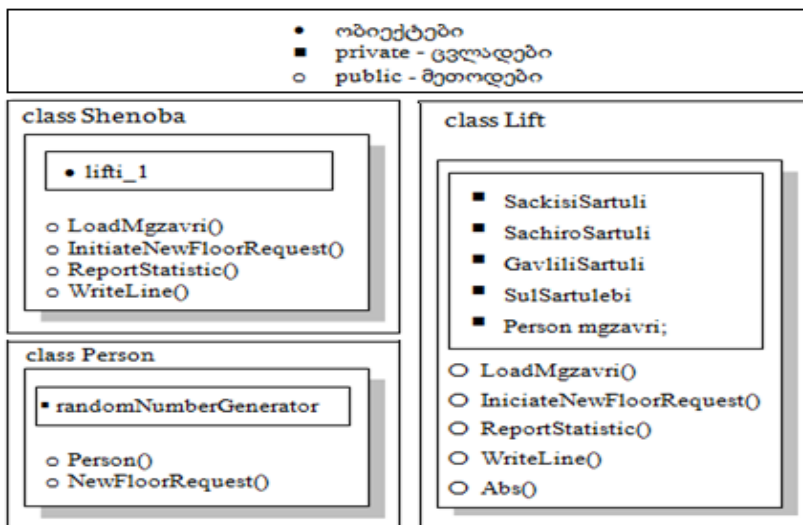 • ობიექტები
▪ private - ცვლადები
○ public - მეთოდები
class Shenoba
• lifti_1
○ LoadMgzavri()
○ InitiateNewFloorRequest()
○ ReportStatistic()
○ WriteLine()
class Person
▪ randomNumberGenerator
○ Person()
○ NewFloorRequest()
class Lift
▪ SackisiSartuli
▪ SachiroSartuli
▪ GavliliSartuli
▪ SulSartulebi
▪ Person mgzavri;
○ LoadMgzavri()
○ IniciateNewFloorRequest()
○ ReportStatistic()
○ WriteLine()
○ Abs()